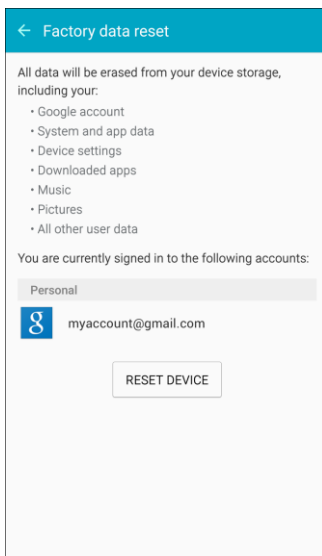 ← Factory data reset
All data will be erased from your device storage,
including your:
• Google account
• System and app data
• Device settings
• Downloaded apps
• Music
• Pictures
• All other user data
You are currently signed in to the following accounts:
Personal
g myaccount@gmail.com
RESET DEVICE